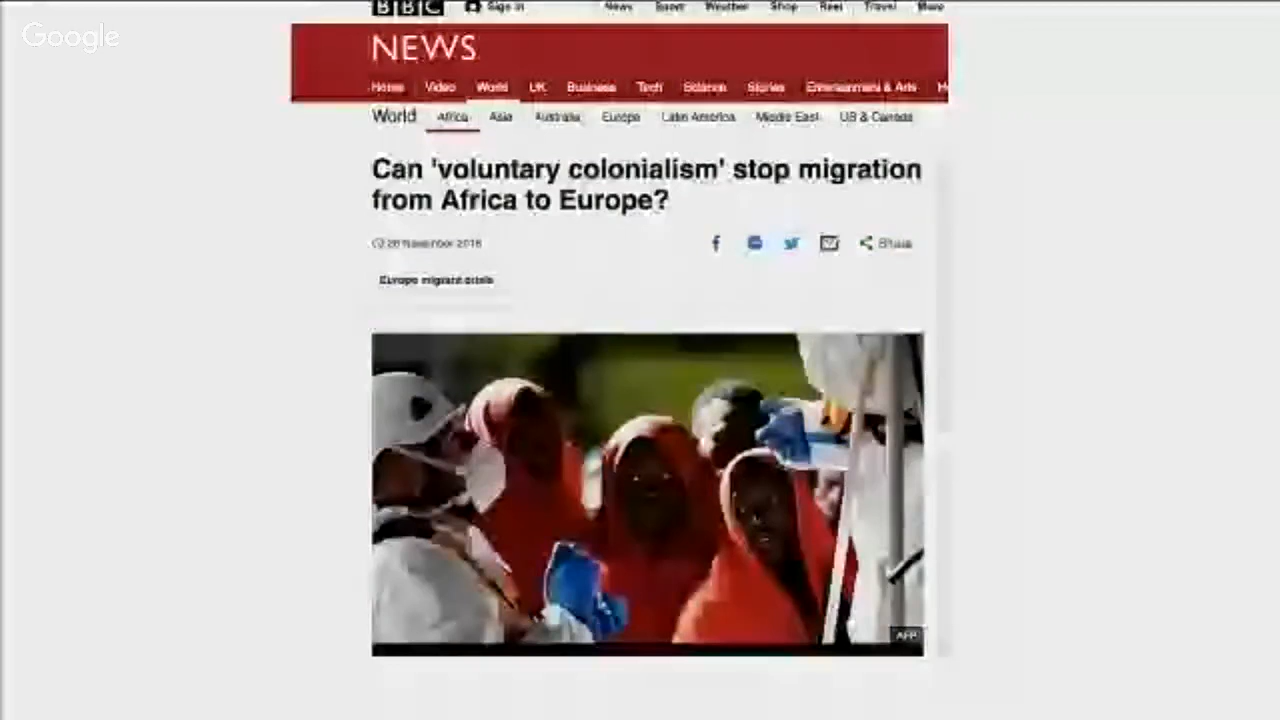 Google
BBC Sign in News Sport Weather Shop Reel Travel More
NEWS
Home Video World UK Business Tech Science Stories Entertainment & Arts
World Africa Asia Australia Europe Latin America Middle East US & Canada
Can 'voluntary colonialism' stop migration
from Africa to Europe?
November Share
Europe migrant crisis
AFP